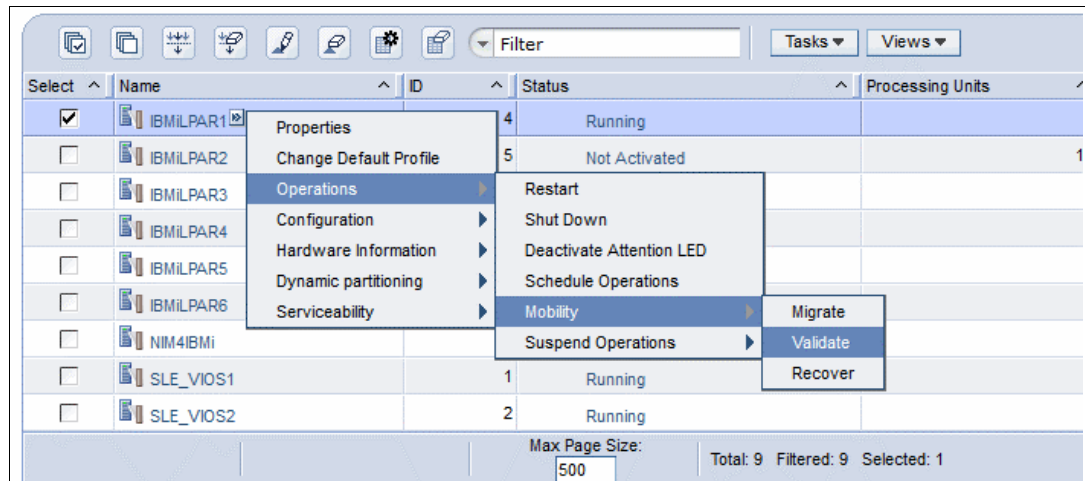 Filter Tasks Views
Select Name ID Status Processing Units
IBMiLPAR1 4 Running
IBMiLPAR2 5 Not Activated 1
IBMiLPAR3
IBMiLPAR4
IBMiLPAR5
IBMiLPAR6
NIM4IBMi
SLE_VIOS1 1 Running
SLE_VIOS2 2 Running
Properties
Change Default Profile
Operations
Configuration
Hardware Information
Dynamic partitioning
Serviceability
Restart
Shut Down
Deactivate Attention LED
Schedule Operations
Mobility
Suspend Operations
Migrate
Validate
Recover
Max Page Size:
500
Total: 9 Filtered: 9 Selected: 1